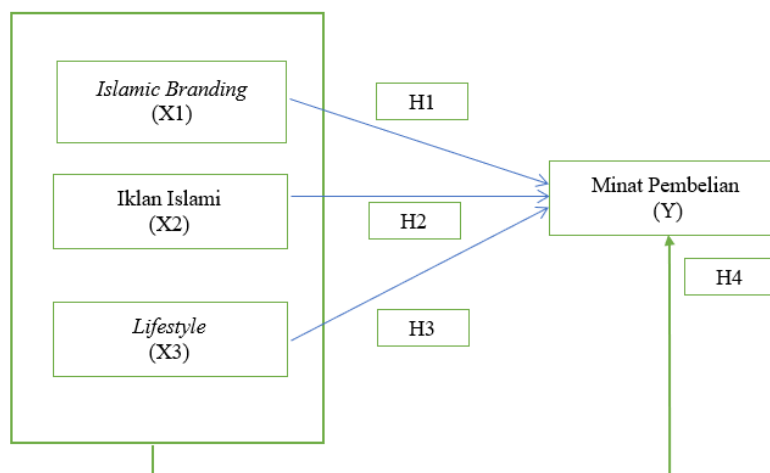 Islamic Branding
(X1)
H1
Iklan Islami
(X2)
H2
Minat Pembelian
(Y)
H4
Lifestyle
(X3)
H3